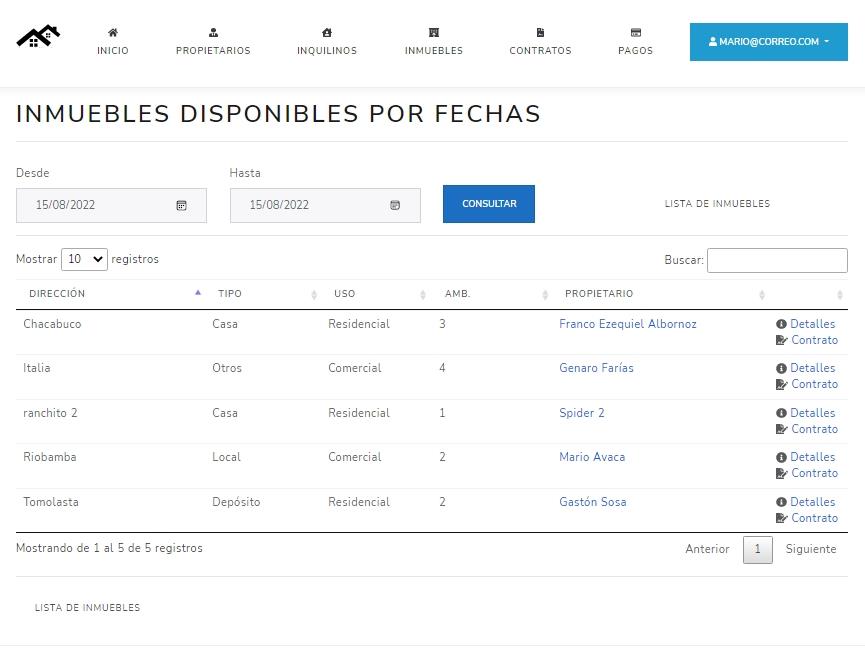 INICIO PROPIETARIOS INQUILINOS INMUEBLES CONTRATOS PAGOS MARIO@CORREO.COM
INMUEBLES DISPONIBLES POR FECHAS
Desde Hasta
15/08/2022 15/08/2022 CONSULTAR LISTA DE INMUEBLES
Mostrar 10 registros Buscar:
DIRECCIÓN TIPO USO AMB. PROPIETARIO
Chacabuco Casa Residencial 3 Franco Ezequiel Albornoz Detalles
Contrato
Italia Otros Comercial 4 Genaro Farías Detalles
Contrato
ranchito 2 Casa Residencial 1 Spider 2 Detalles
Contrato
Riobamba Local Comercial 2 Mario Avaca Detalles
Contrato
Tomolasta Depósito Residencial 2 Gastón Sosa Detalles
Contrato
Mostrando de 1 al 5 de 5 registros Anterior 1 Siguiente
LISTA DE INMUEBLES